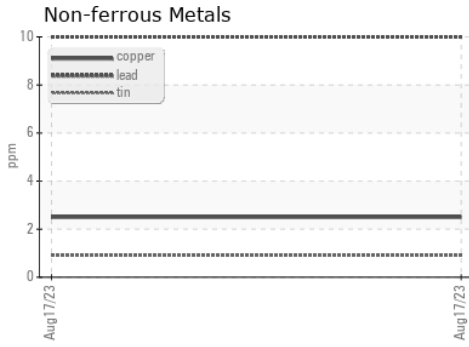 Non-ferrous Metals
10
8
6
4
2
0
ppm
copper
lead
tin
Aug17/23
Aug17/23